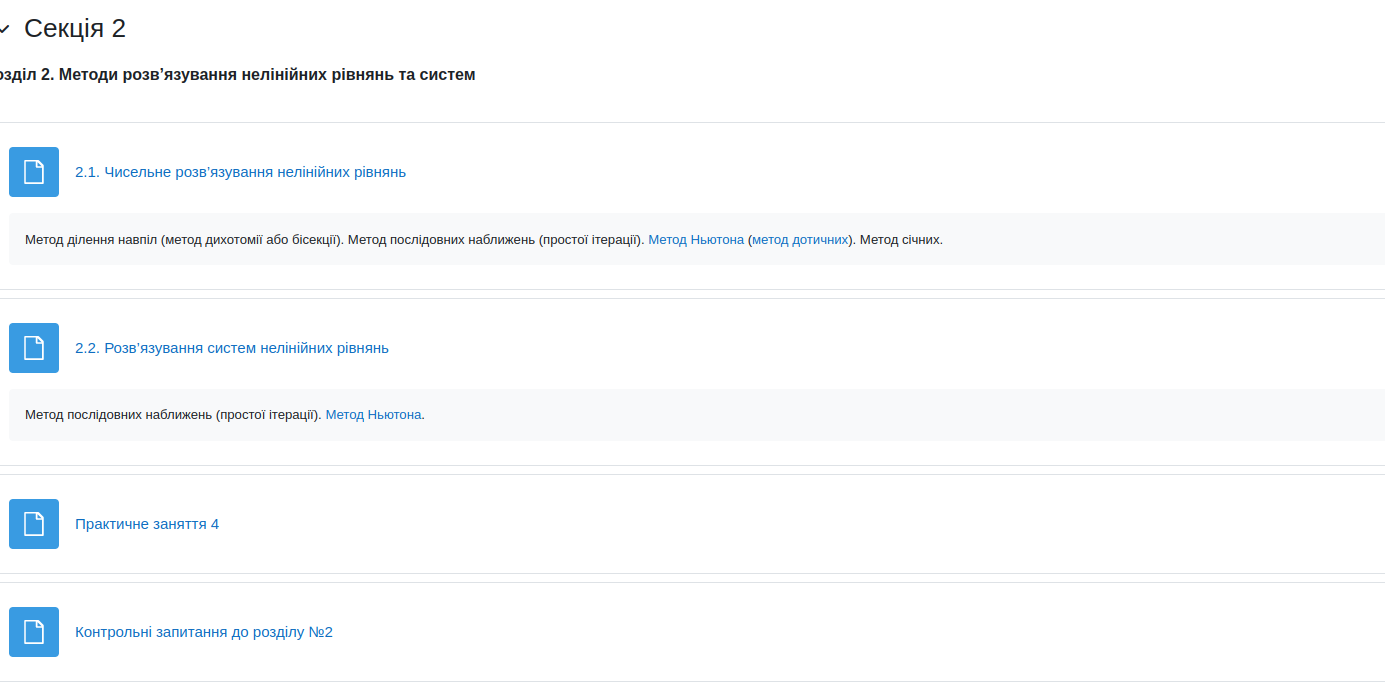 Секція 2
озділ 2. Методи розв’язування нелінійних рівнянь та систем
2.1. Чисельне розв’язування нелінійних рівнянь
Метод ділення навпіл (метод дихотомії або бісекції). Метод послідовних наближень (простої ітерації). Метод Ньютона (метод дотичних). Метод січних.
2.2. Розв’язування систем нелінійних рівнянь
Метод послідовних наближень (простої ітерації). Метод Ньютона.
Практичне заняття 4
Контрольні запитання до розділу №2